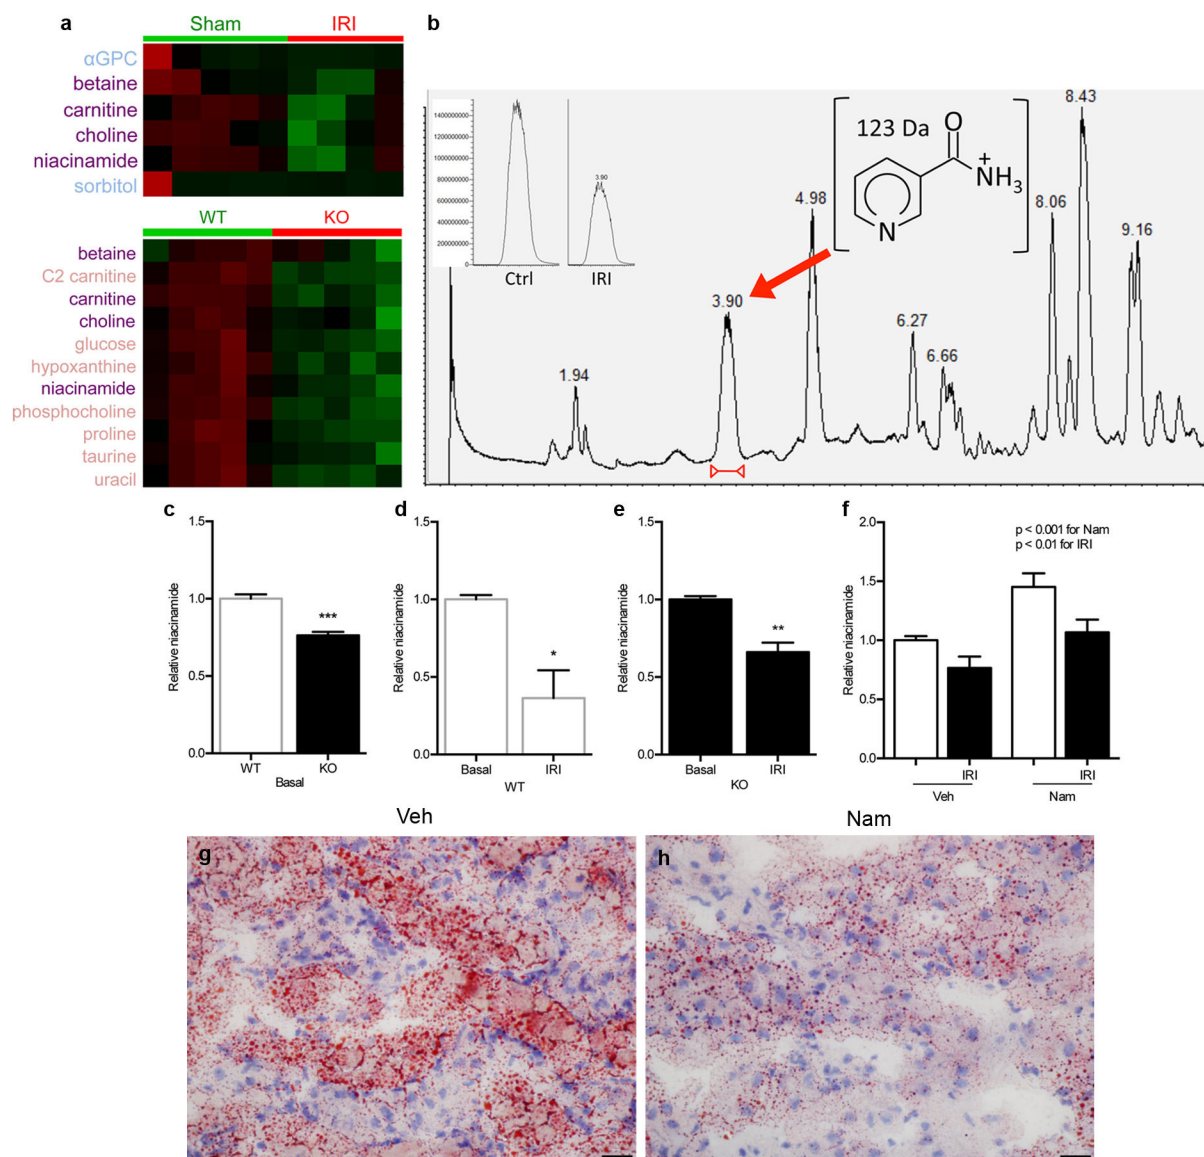 a
Sham
IRI
αGPC
betaine
carnitine
choline
niacinamide
sorbitol
WT
KO
betaine
C2 carnitine
carnitine
choline
glucose
hypoxanthine
niacinamide
phosphocholine
proline
taurine
uracil
b
1400000000
1200000000
1000000000
800000000
600000000
400000000
200000000
0
3.90
Ctrl
IRI
123 Da
O
+
NH3
N
1.94
3.90
4.98
6.27
6.66
8.06
8.43
9.16
c
Relative niacinamide
1.5
1.0
0.5
0.0
***
WT
KO
Basal
d
Relative niacinamide
1.5
1.0
0.5
0.0
*
Basal
IRI
WT
e
Relative niacinamide
1.5
1.0
0.5
0.0
**
Basal
IRI
KO
f
Relative niacinamide
2.0
1.5
1.0
0.5
0.0
p < 0.001 for Nam
p < 0.01 for IRI
IRI
IRI
Veh
Nam
Veh
Nam
g
h